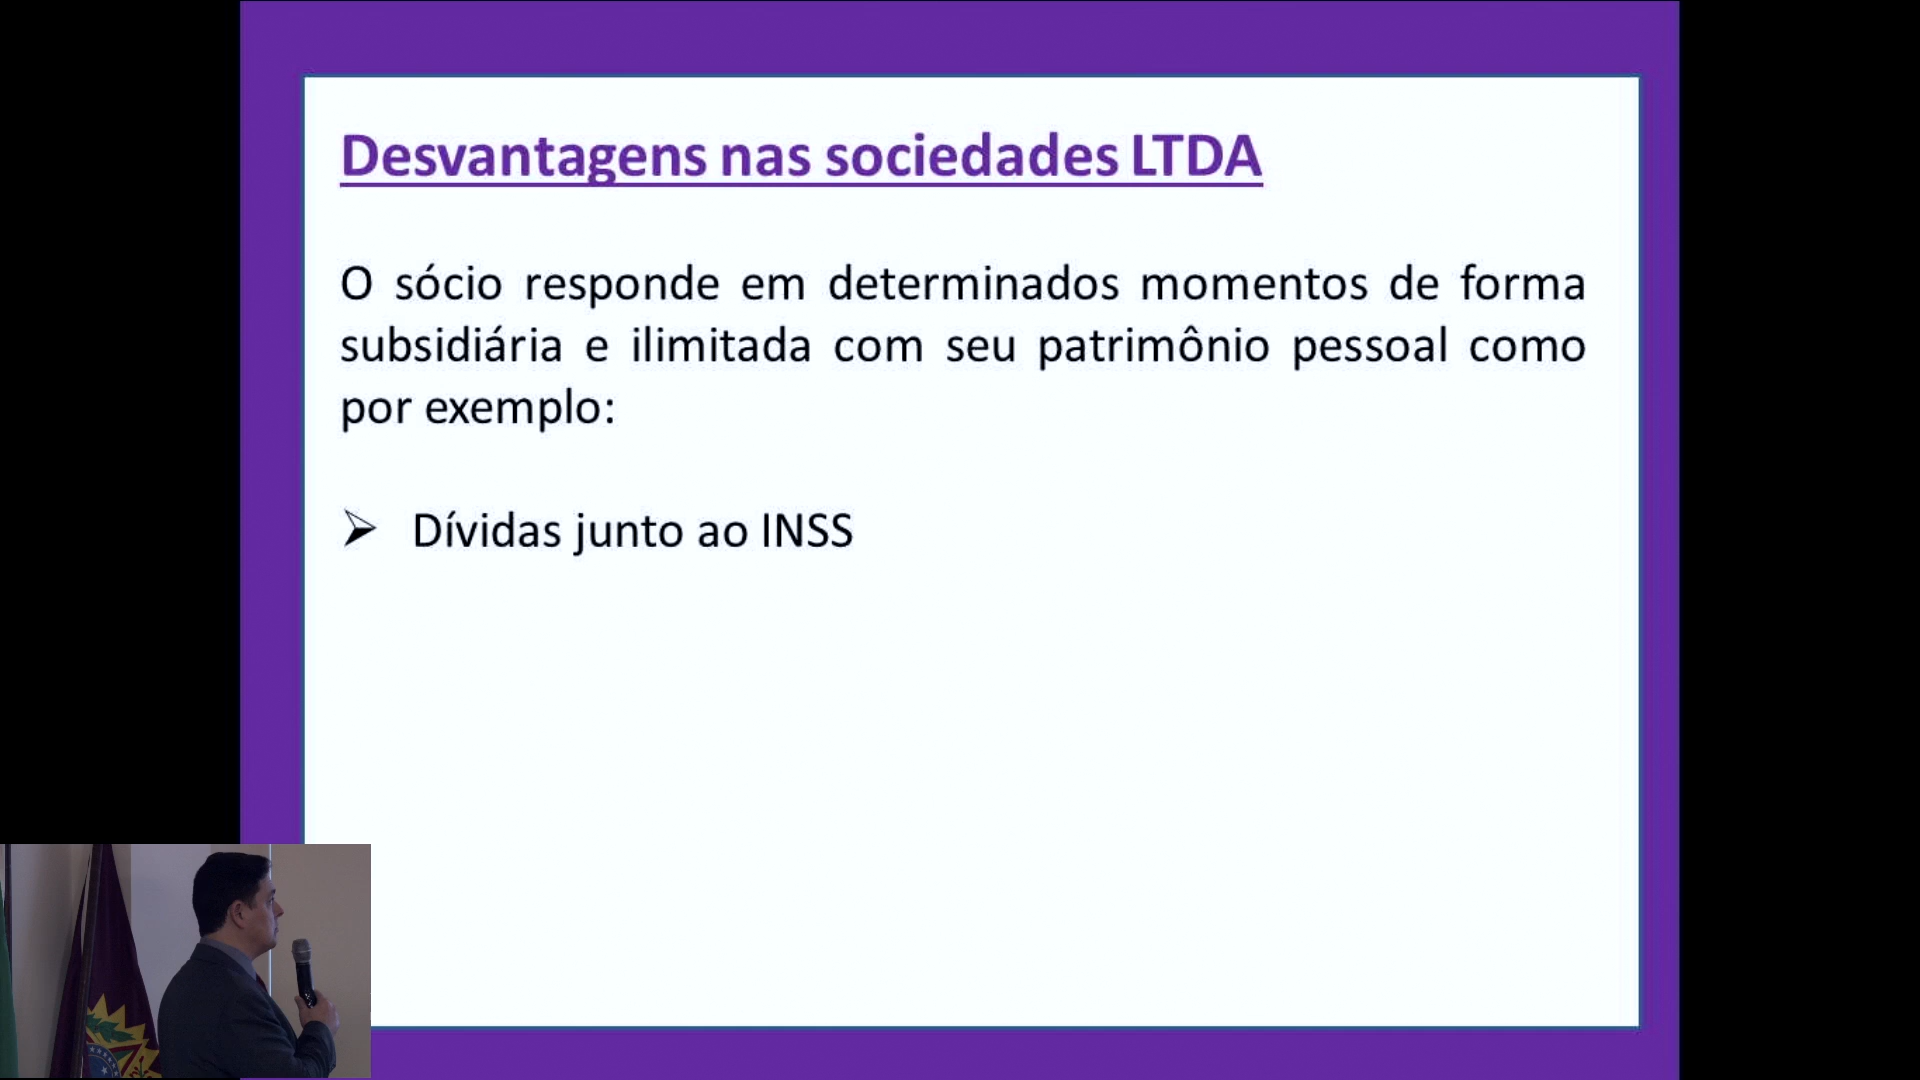 Desvantagens nas sociedades LTDA
O sócio responde em determinados momentos de forma
subsidiária e ilimitada com seu patrimônio pessoal como
por exemplo:
➢ Dívidas junto ao INSS